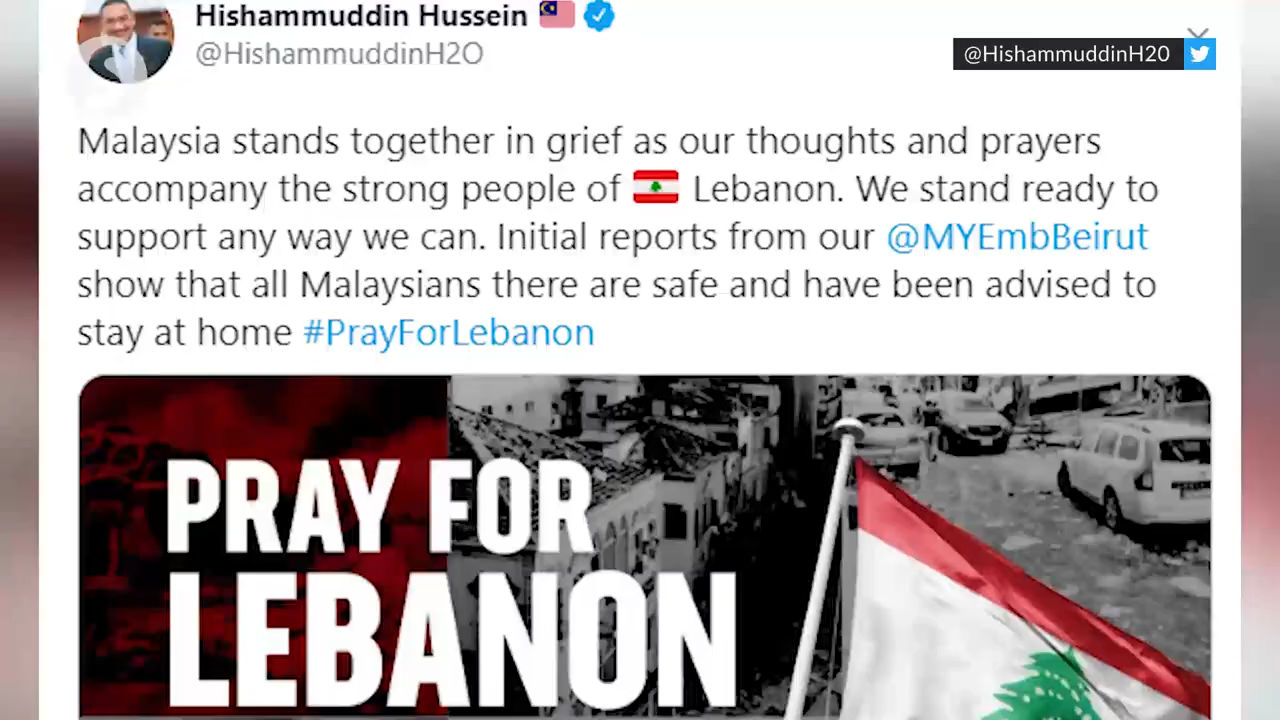 Hishammuddin Hussein
@HishammuddinH2O
@HishammuddinH2O
Malaysia stands together in grief as our thoughts and prayers
accompany the strong people of Lebanon. We stand ready to
support any way we can. Initial reports from our @MYEmbBeirut
show that all Malaysians there are safe and have been advised to
stay at home #PrayForLebanon
PRAY FOR
LEBANON